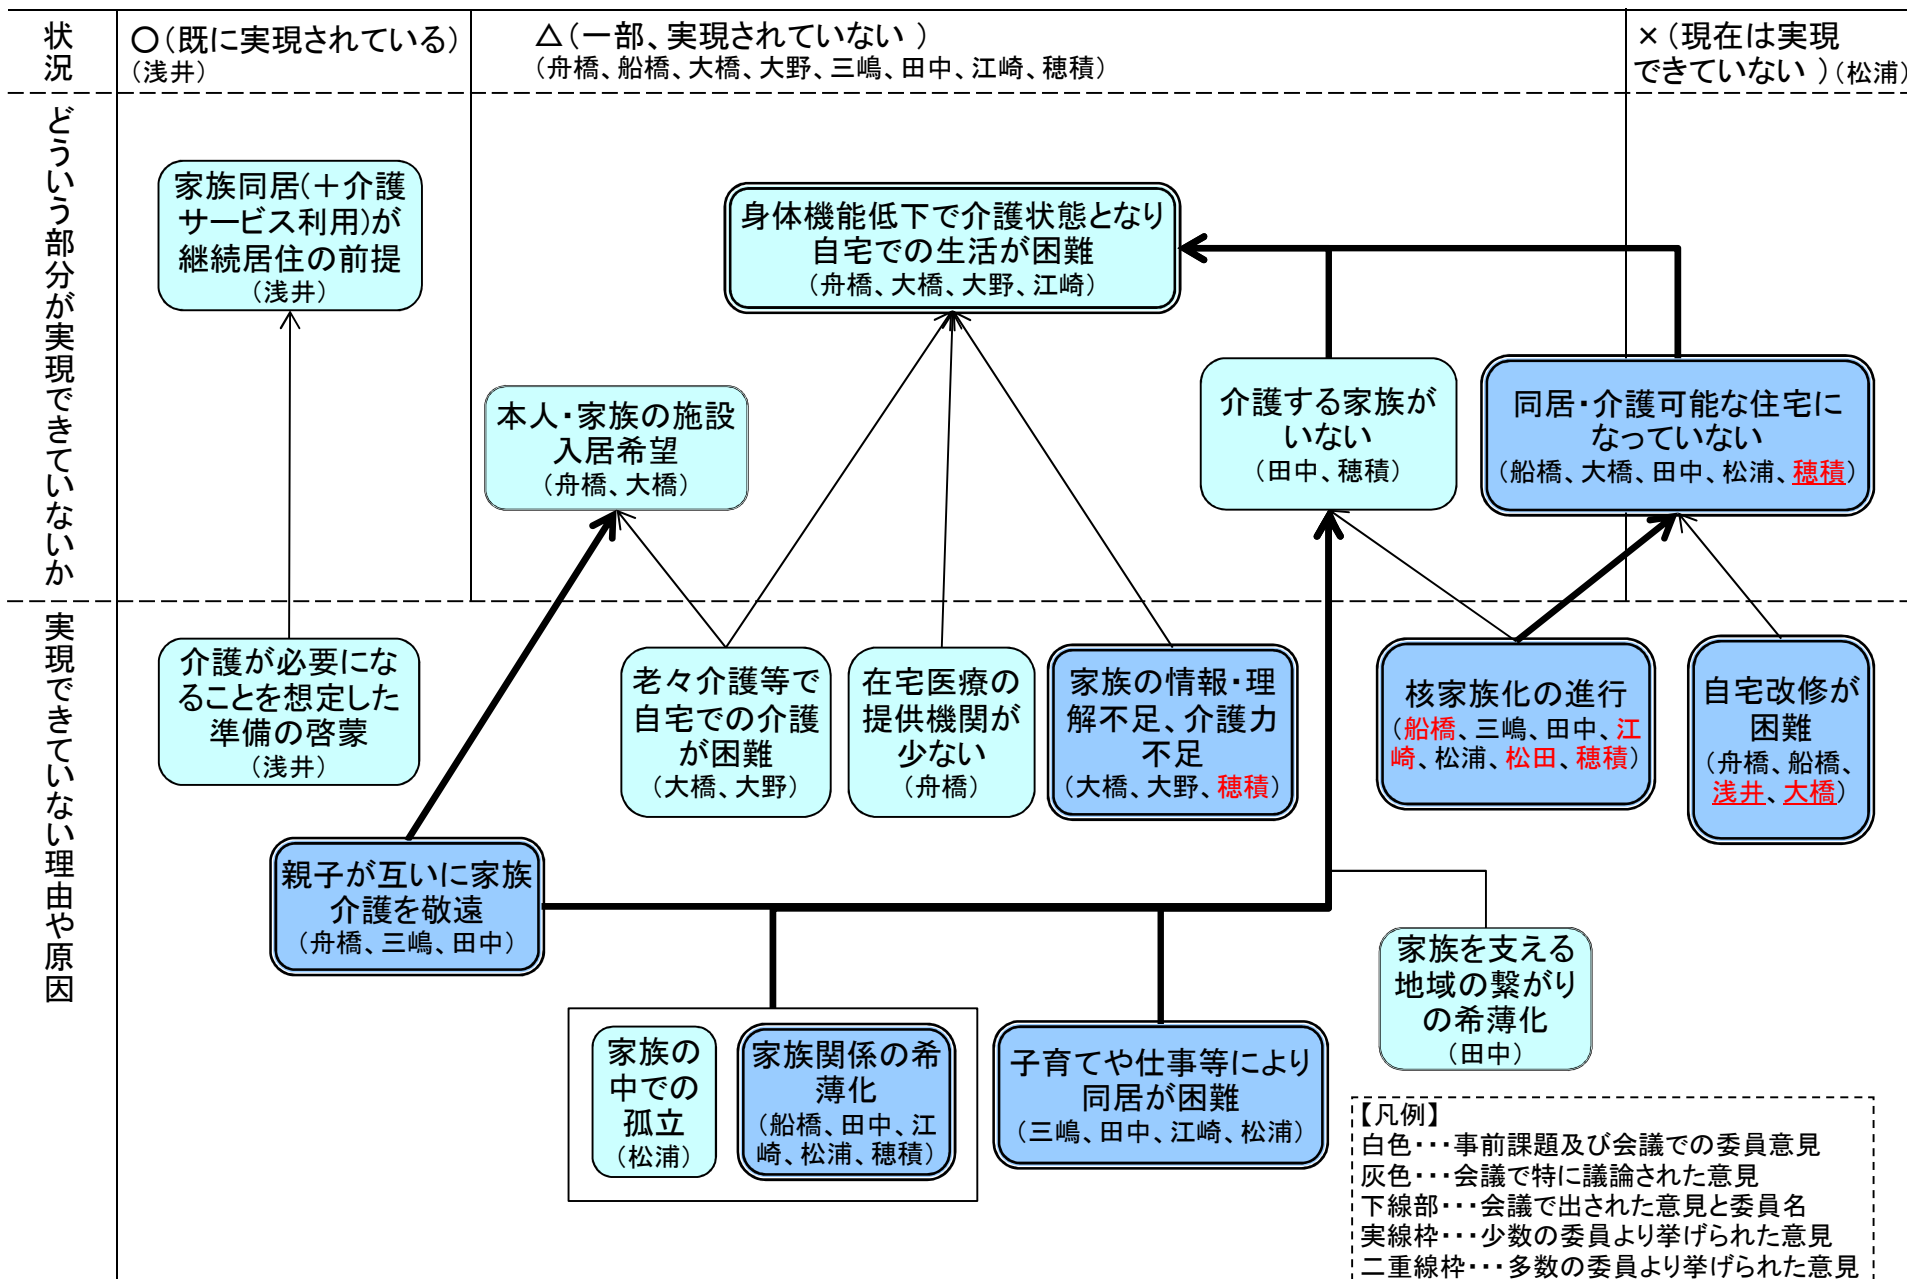 状況
○(既に実現されている)
(浅井)
△(一部、実現されていない )
(舟橋、船橋、大橋、大野、三嶋、田中、江崎、穂積)
×(現在は実現
できていない )(松浦)
どういう部分が実現できていないか
家族同居(＋介護
サービス利用)が
継続居住の前提
(浅井)
身体機能低下で介護状態となり
自宅での生活が困難
(舟橋、大橋、大野、江崎)
本人・家族の施設
入居希望
(舟橋、大橋)
介護する家族が
いない
(田中、穂積)
同居・介護可能な住宅に
なっていない
(船橋、大橋、田中、松浦、穂積)
実現できていない理由や原因
介護が必要にな
ることを想定した
準備の啓蒙
(浅井)
老々介護等で
自宅での介護
が困難
(大橋、大野)
在宅医療の
提供機関が
少ない
(舟橋)
家族の情報・理
解不足、介護力
不足
(大橋、大野、穂積)
核家族化の進行
(船橋、三嶋、田中、江
崎、松浦、松田、穂積)
自宅改修が
困難
(舟橋、船橋、
浅井、大橋)
親子が互いに家族
介護を敬遠
(舟橋、三嶋、田中)
家族を支える
地域の繋がり
の希薄化
(田中)
家族の
中での
孤立
(松浦)
家族関係の希
薄化
(船橋、田中、江
崎、松浦、穂積)
子育てや仕事等により
同居が困難
(三嶋、田中、江崎、松浦)
【凡例】
白色・・・事前課題及び会議での委員意見
灰色・・・会議で特に議論された意見
下線部・・・会議で出された意見と委員名
実線枠・・・少数の委員より挙げられた意見
二重線枠・・・多数の委員より挙げられた意見